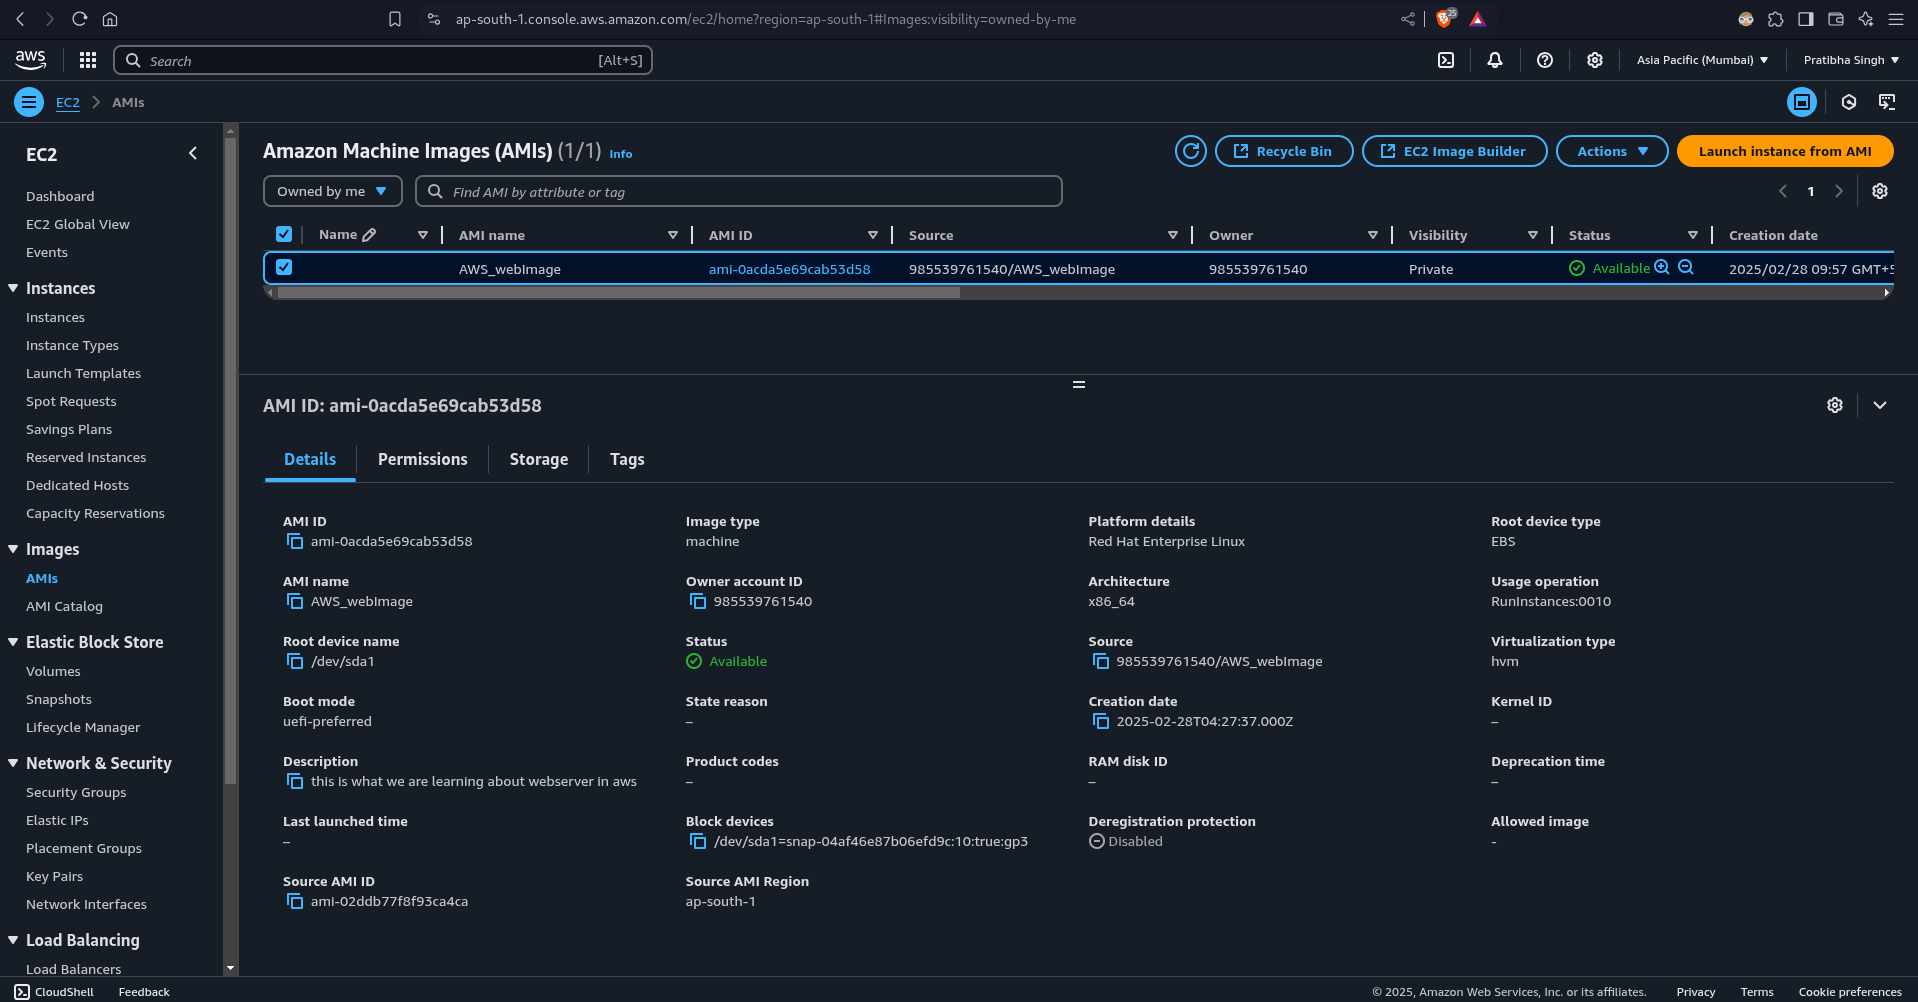 ap-south-1.console.aws.amazon.com/ec2/home?region=ap-south-1#Images:visibility=owned-by-me
25
aws
Search
[Alt+S]
Asia Pacific (Mumbai)
Pratibha Singh
EC2
AMIs
EC2
Dashboard
EC2 Global View
Events
Instances
Instances
Instance Types
Launch Templates
Spot Requests
Savings Plans
Reserved Instances
Dedicated Hosts
Capacity Reservations
Images
AMIs
AMI Catalog
Elastic Block Store
Volumes
Snapshots
Lifecycle Manager
Network & Security
Security Groups
Elastic IPs
Placement Groups
Key Pairs
Network Interfaces
Load Balancing
Load Balancers
Amazon Machine Images (AMIs) (1/1) Info
Recycle Bin
EC2 Image Builder
Actions
Launch instance from AMI
Owned by me
Find AMI by attribute or tag
1
Name
AMI name
AMI ID
Source
Owner
Visibility
Status
Creation date
AWS_webImage
ami-0acda5e69cab53d58
985539761540/AWS_webImage
985539761540
Private
Available
2025/02/28 09:57 GMT+5
AMI ID: ami-0acda5e69cab53d58
Details
Permissions
Storage
Tags
AMI ID
ami-0acda5e69cab53d58
Image type
machine
Platform details
Red Hat Enterprise Linux
Root device type
EBS
AMI name
AWS_webImage
Owner account ID
985539761540
Architecture
x86_64
Usage operation
RunInstances:0010
Root device name
/dev/sda1
Status
Available
Source
985539761540/AWS_webImage
Virtualization type
hvm
Boot mode
uefi-preferred
State reason
–
Creation date
2025-02-28T04:27:37.000Z
Kernel ID
–
Description
this is what we are learning about webserver in aws
Product codes
–
RAM disk ID
–
Deprecation time
–
Last launched time
–
Block devices
/dev/sda1=snap-04af46e87b06efd9c:10:true:gp3
Deregistration protection
Disabled
Allowed image
-
Source AMI ID
ami-02ddb77f8f93ca4ca
Source AMI Region
ap-south-1
CloudShell
Feedback
© 2025, Amazon Web Services, Inc. or its affiliates.
Privacy
Terms
Cookie preferences